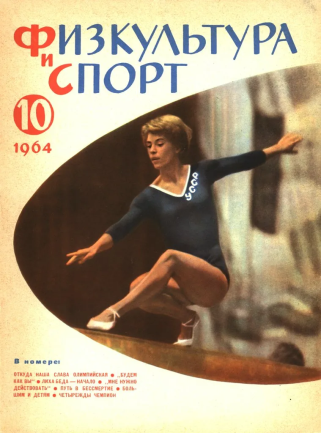 ФИЗКУЛЬТУРА
И
СПОРТ
10
1964
СССР
В номере:
ОТКУДА НАША СЛАВА ОЛИМПИЙСКАЯ ● „БУДЕМ
КАК ВЫ" ● ЛИХА БЕДА — НАЧАЛО ● „МНЕ НУЖНО
ДЕЙСТВОВАТЬ" ● ПУТЬ В БЕССМЕРТИЕ ● БОЛЬ-
ШИМ И ДЕТЯМ ● ЧЕТЫРЕЖДЫ ЧЕМПИОН